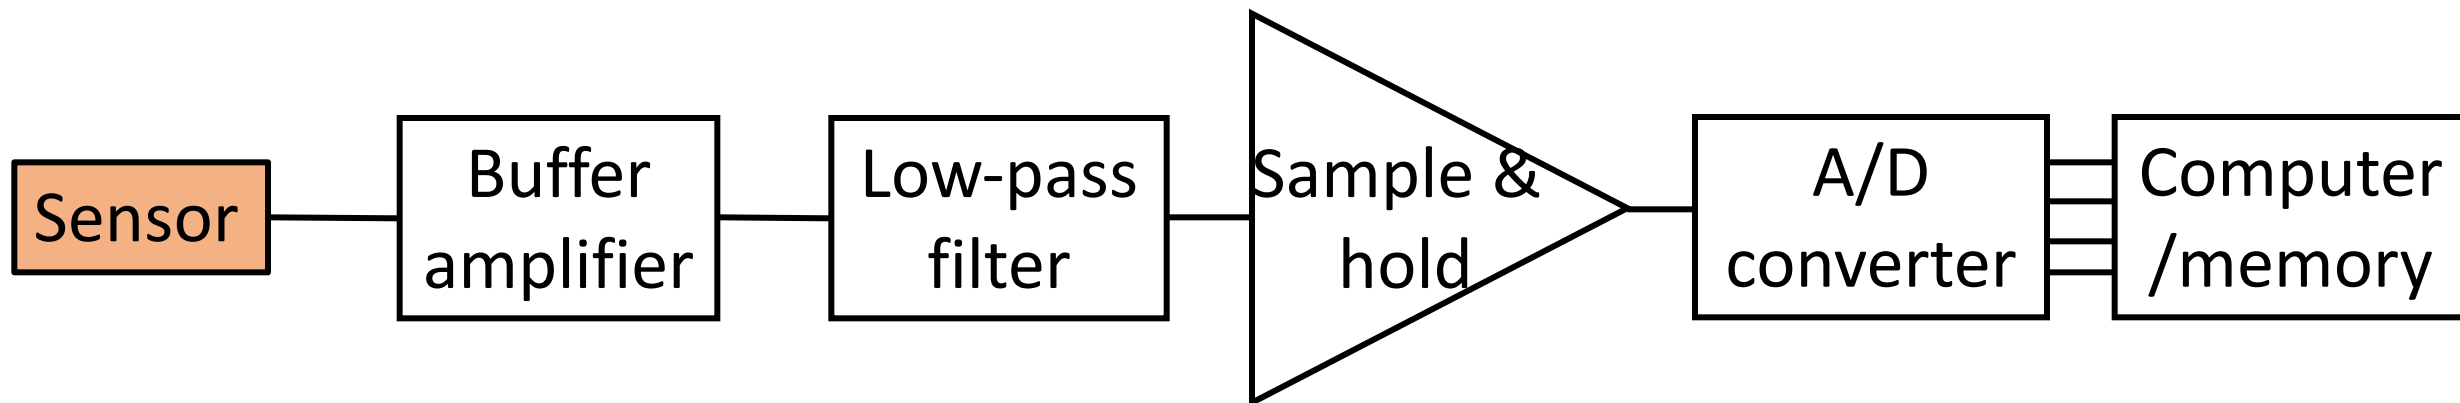 Sensor
Buffer
amplifier
Low-pass
filter
Sample &
hold
A/D
converter
Computer
/memory